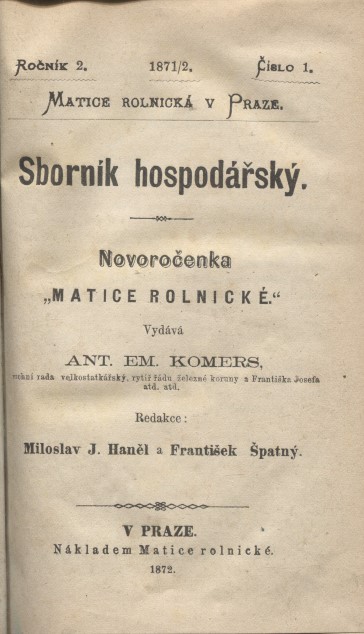 Ročník 2. 1871/2. Číslo 1.
Matice rolnická v Praze.
Sborník hospodářský.
Novoročenka
„MATICE ROLNICKÉ.“
Vydává
ANT. EM. KOMERS,
rada velkostatkářský, rytíř řádu železné koruny a Františka Josefa
atd. atd.
Redakce:
Miloslav J. Haněl a František Špatný.
V PRAZE.
Nákladem Matice rolnické.
1872.